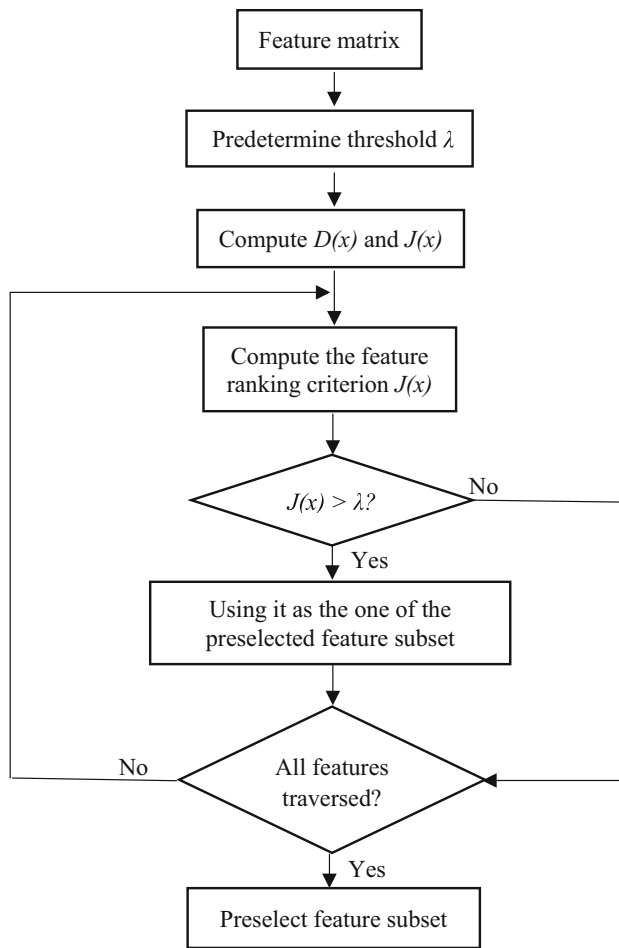 Feature matrix
Predetermine threshold λ
Compute D(x) and J(x)
Compute the feature
ranking criterion J(x)
J(x) > λ?
No
Yes
Using it as the one of the
preselected feature subset
No
All features
traversed?
Yes
Preselect feature subset